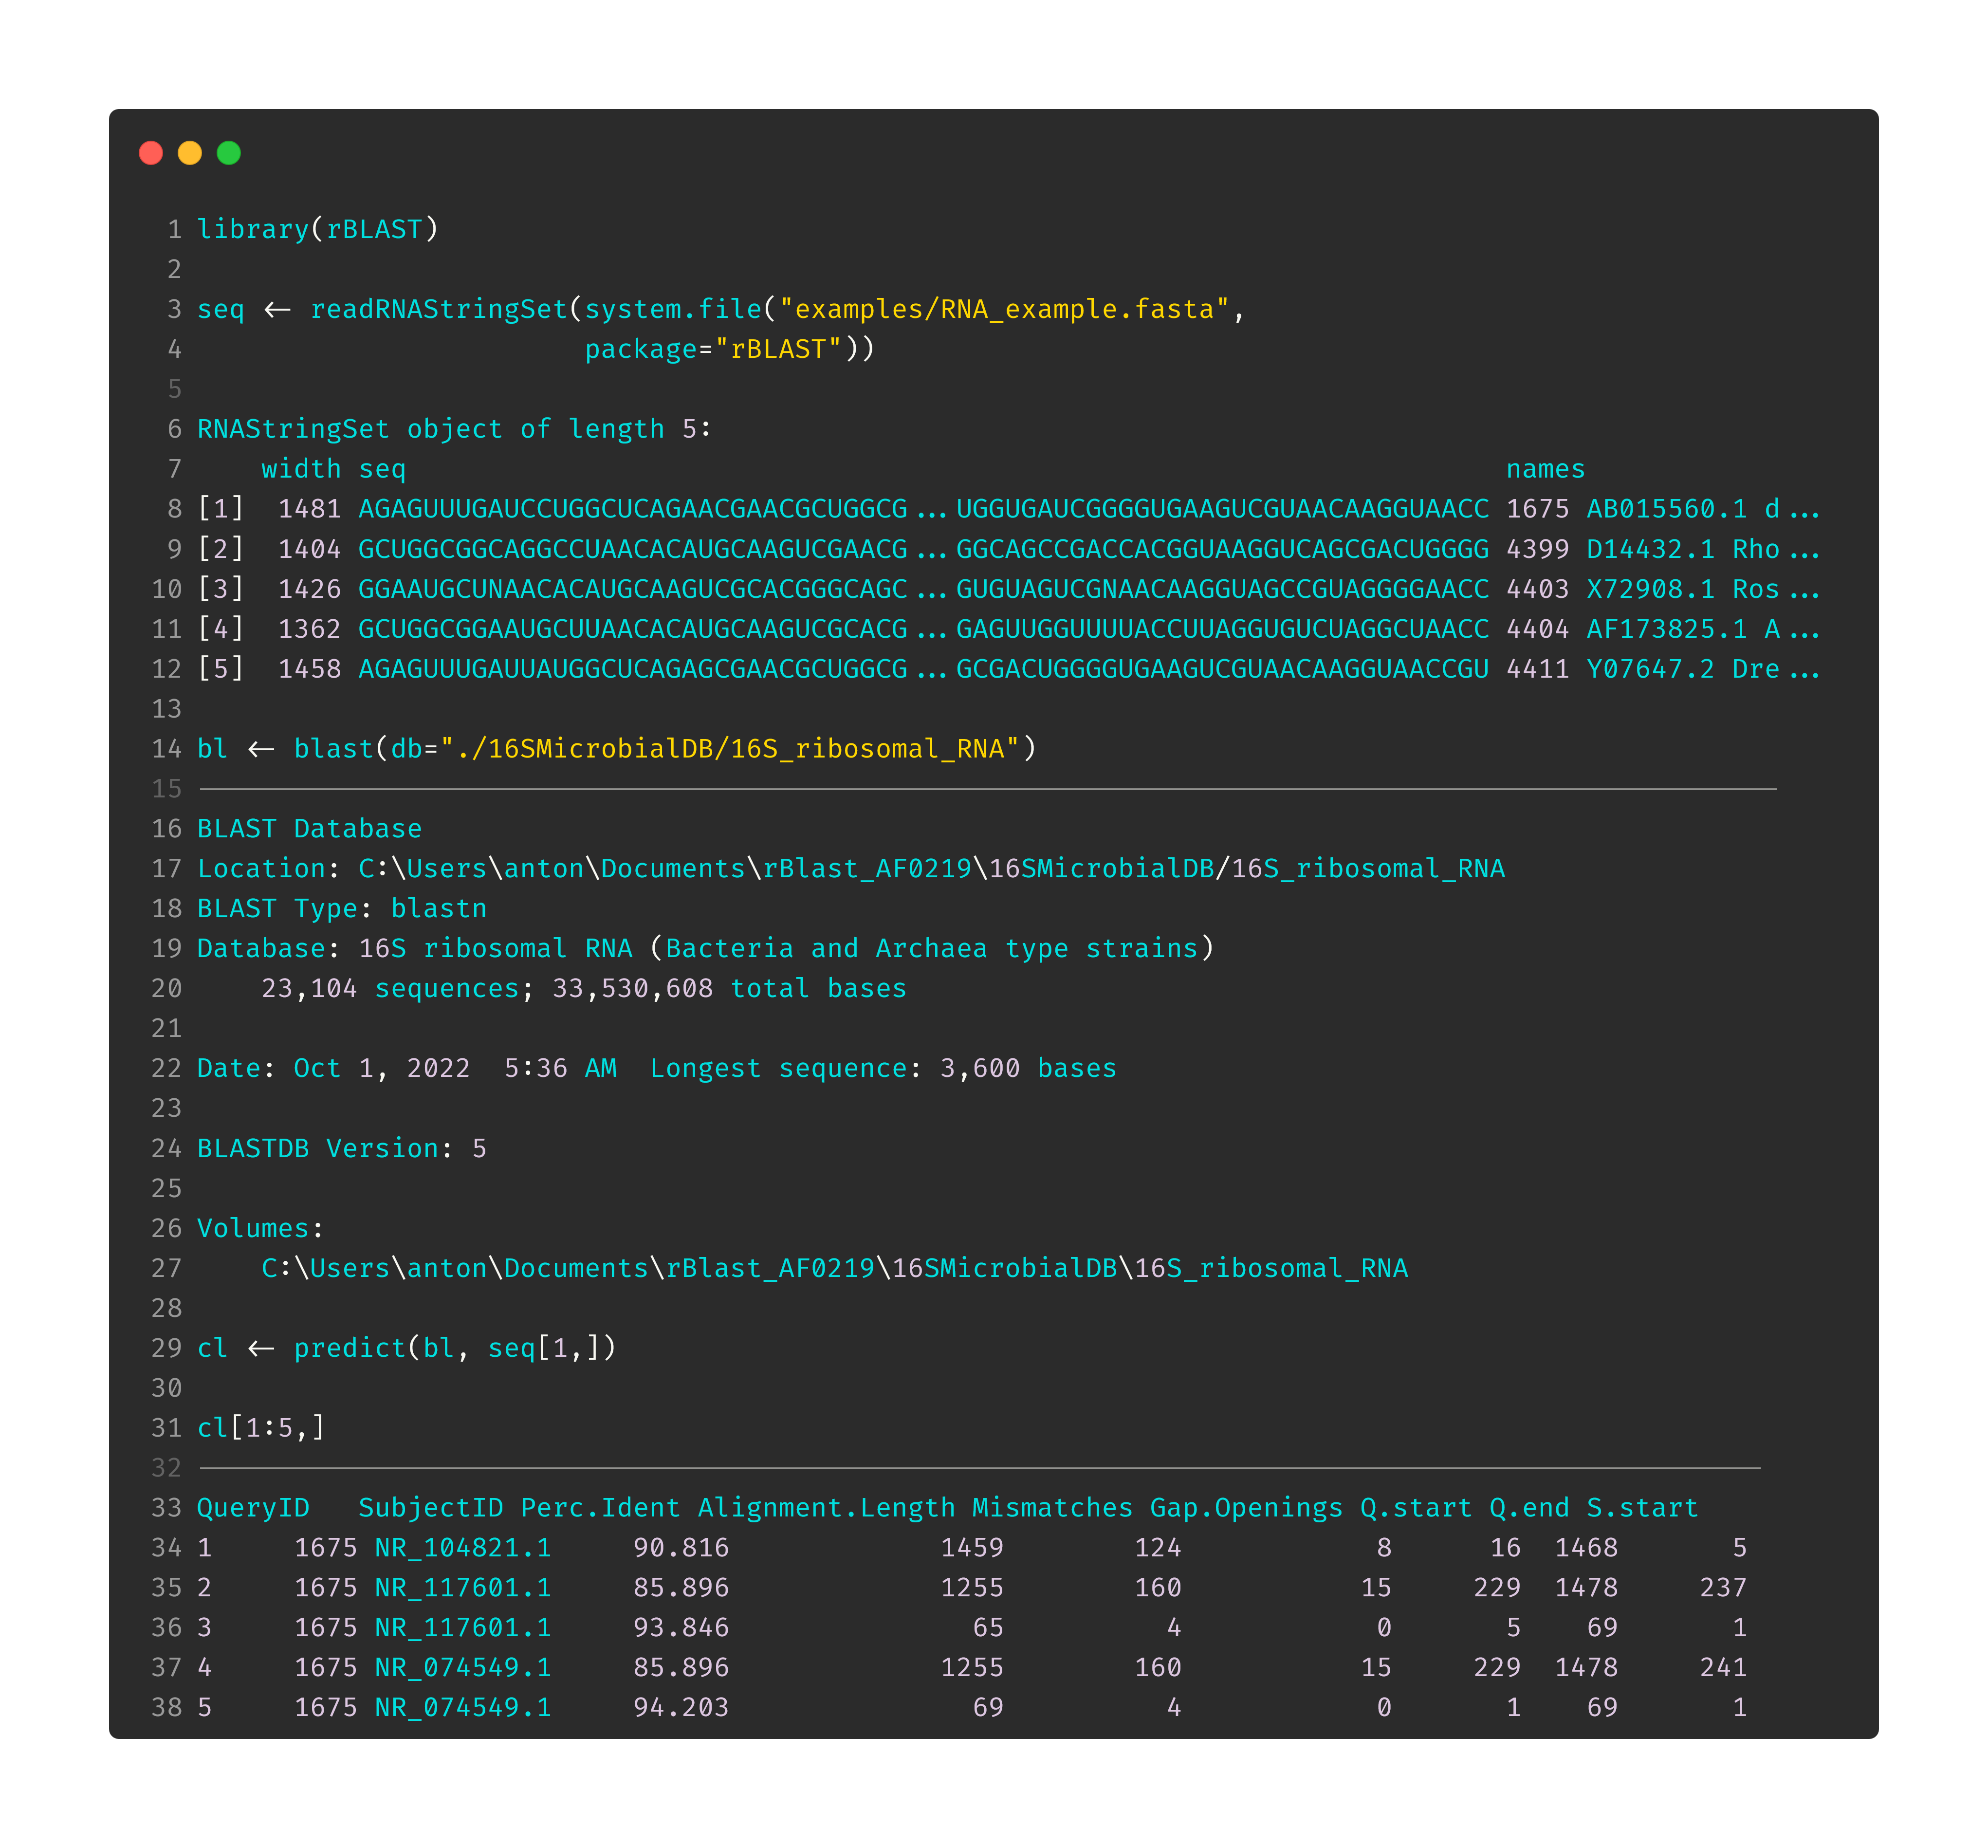 1 library(rBLAST)
2
3 seq <- readRNAStringSet(system.file("examples/RNA_example.fasta",
4                         package="rBLAST"))
5
6 RNAStringSet object of length 5:
7     width seq                                                                    names
8 [1]  1481 AGAGUUUGAUCCUGGCUCAGAACGAACGCUGGCG...UGGUGAUCGGGGUGAAGUCGUAACAAGGUAACC 1675 AB015560.1 d...
9 [2]  1404 GCUGGCGGCAGGCCUAACACAUGCAAGUCGAACG...GGCAGCCGACCACGGUAAGGUCAGCGACUGGGG 4399 D14432.1 Rho...
10 [3]  1426 GGAAUGCUNAACACAUGCAAGUCGCACGGGCAGC...GUGUAGUCGNAACAAGGUAGCCGUAGGGGAACC 4403 X72908.1 Ros...
11 [4]  1362 GCUGGCGGAAUGCUUAACACAUGCAAGUCGCACG...GAGUUGGUUUUACCUUAGGUGUCUAGGCUAACC 4404 AF173825.1 A...
12 [5]  1458 AGAGUUUGAUUAUGGCUCAGAGCGAACGCUGGCG...GCGACUGGGGUGAAGUCGUAACAAGGUAACCGU 4411 Y07647.2 Dre...
13
14 bl <- blast(db="./16SMicrobialDB/16S_ribosomal_RNA")
15
16 BLAST Database
17 Location: C:\Users\anton\Documents\rBlast_AF0219\16SMicrobialDB/16S_ribosomal_RNA
18 BLAST Type: blastn
19 Database: 16S ribosomal RNA (Bacteria and Archaea type strains)
20     23,104 sequences; 33,530,608 total bases
21
22 Date: Oct 1, 2022  5:36 AM  Longest sequence: 3,600 bases
23
24 BLASTDB Version: 5
25
26 Volumes:
27     C:\Users\anton\Documents\rBlast_AF0219\16SMicrobialDB\16S_ribosomal_RNA
28
29 cl <- predict(bl, seq[1,])
30
31 cl[1:5,]
32
33 QueryID   SubjectID Perc.Ident Alignment.Length Mismatches Gap.Openings Q.start Q.end S.start
34 1     1675 NR_104821.1     90.816             1459        124            8      16  1468       5
35 2     1675 NR_117601.1     85.896             1255        160           15     229  1478     237
36 3     1675 NR_117601.1     93.846               65          4            0       5    69       1
37 4     1675 NR_074549.1     85.896             1255        160           15     229  1478     241
38 5     1675 NR_074549.1     94.203               69          4            0       1    69       1